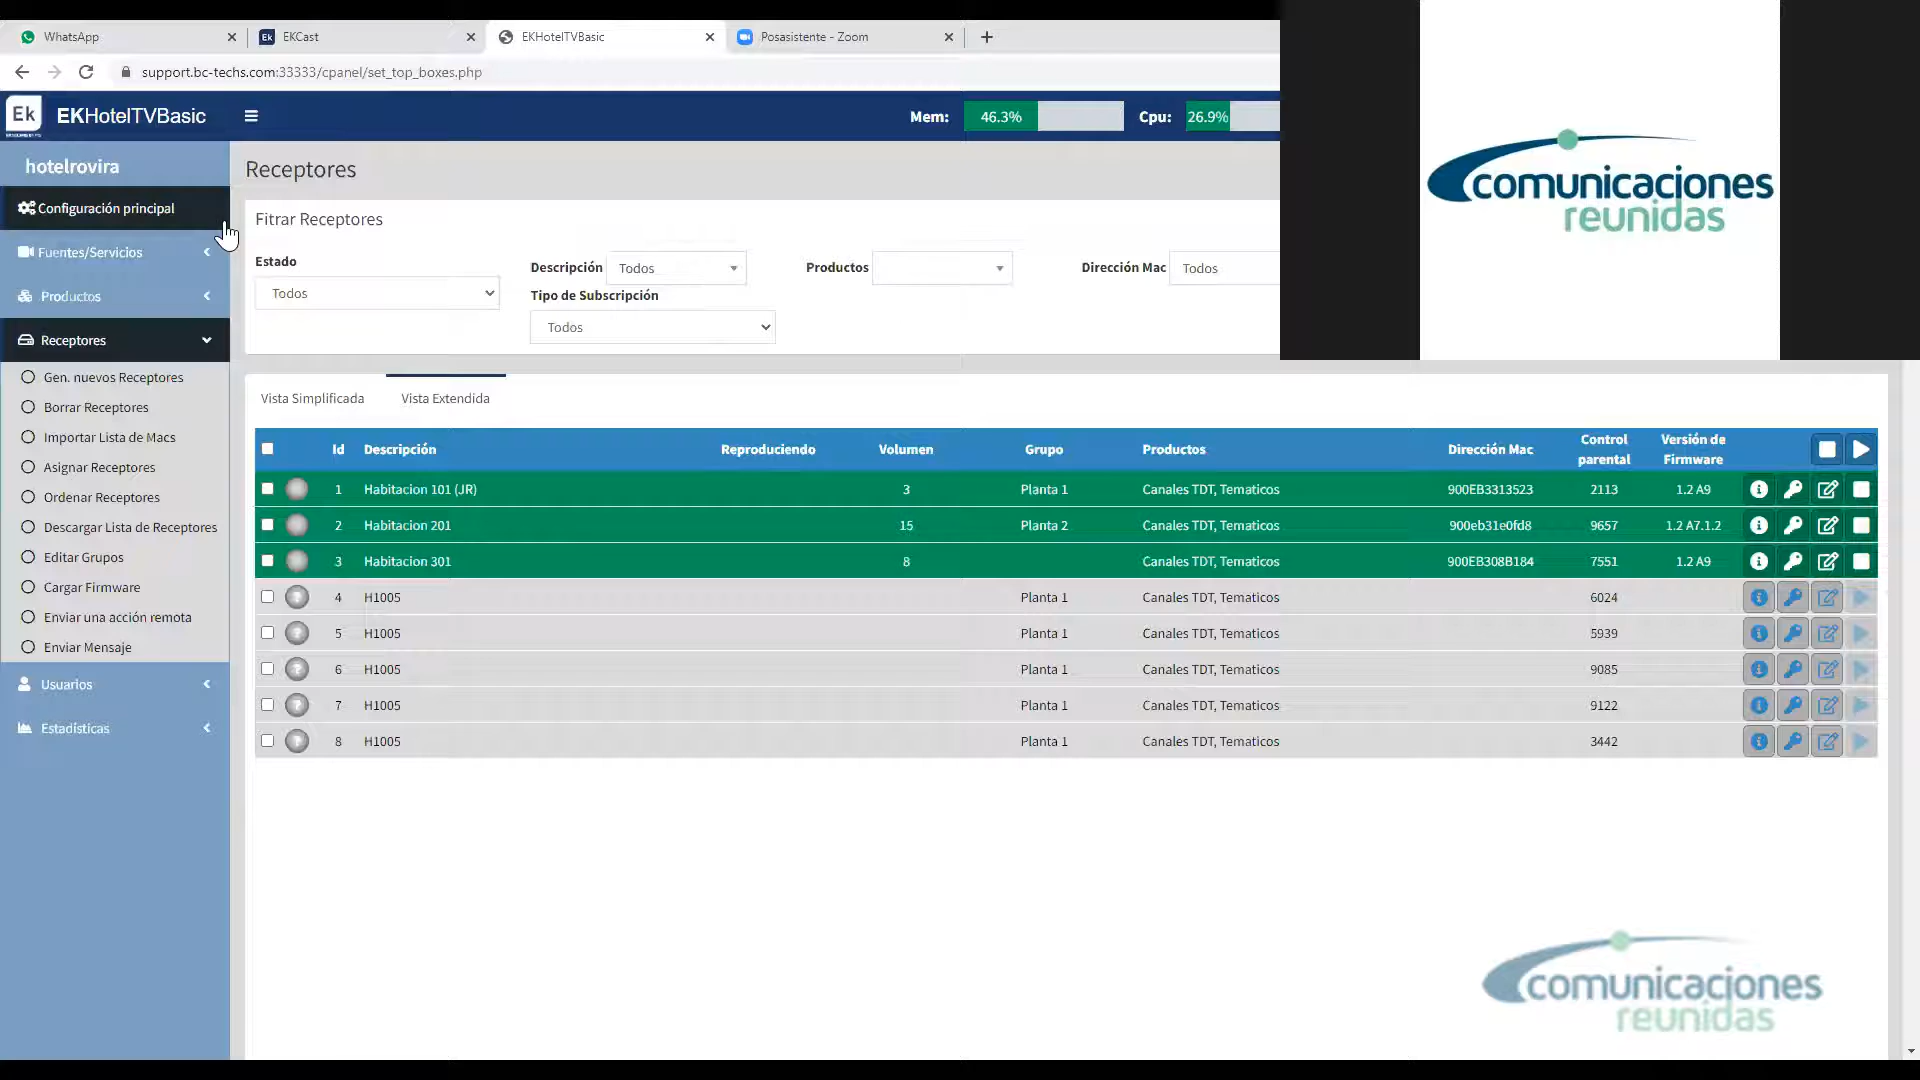 WhatsApp
Ek EKCast
EKHotelTVBasic
Posasistente - Zoom
support.bc-techs.com:33333/cpanel/set_top_boxes.php
Ek EKHotelTVBasic
Mem: 46.3% Cpu: 26.9%
hotelrovira
Configuración principal
Fuentes/Servicios
Productos
Receptores
Gen. nuevos Receptores
Borrar Receptores
Importar Lista de Macs
Asignar Receptores
Ordenar Receptores
Descargar Lista de Receptores
Editar Grupos
Cargar Firmware
Enviar una acción remota
Enviar Mensaje
Usuarios
Estadísticas
Receptores
Fitrar Receptores
Estado
Todos
Descripción Todos
Tipo de Subscripción
Todos
Productos
Dirección Mac Todos
Vista Simplificada Vista Extendida
Id Descripción Reproduciendo Volumen Grupo Productos Dirección Mac Control parental Versión de Firmware
1 Habitacion 101 (JR) 3 Planta 1 Canales TDT, Tematicos 900EB3313523 2113 1.2 A9
2 Habitacion 201 15 Planta 2 Canales TDT, Tematicos 900eb31e0fd8 9657 1.2 A7.1.2
3 Habitacion 301 8 Canales TDT, Tematicos 900EB308B184 7551 1.2 A9
4 H1005 Planta 1 Canales TDT, Tematicos 6024
5 H1005 Planta 1 Canales TDT, Tematicos 5939
6 H1005 Planta 1 Canales TDT, Tematicos 9085
7 H1005 Planta 1 Canales TDT, Tematicos 9122
8 H1005 Planta 1 Canales TDT, Tematicos 3442
comunicaciones
reunidas
comunicaciones
reunidas